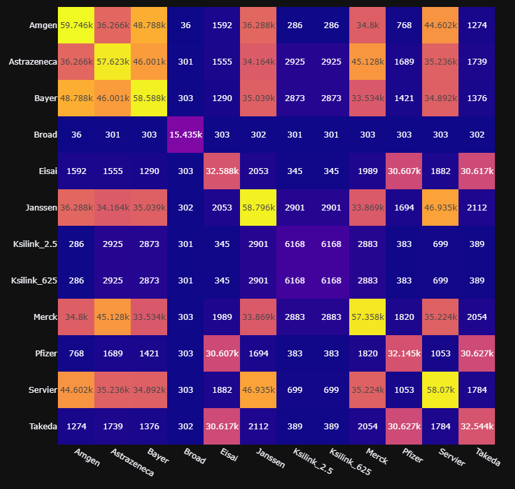 Amgen 59.746k 36.266k 48.788k 36 1592 36.288k 286 286 34.8k 768 44.602k 1274
Astrazeneca 36.266k 57.623k 46.001k 301 1555 34.164k 2925 2925 45.128k 1689 35.236k 1739
Bayer 48.788k 46.001k 58.588k 303 1290 35.039k 2873 2873 33.534k 1421 34.892k 1376
Broad 36 301 303 15.435k 303 302 301 301 303 303 303 302
Eisai 1592 1555 1290 303 32.588k 2053 345 345 1989 30.607k 1882 30.617k
Janssen 36.288k 34.164k 35.039k 302 2053 58.796k 2901 2901 33.869k 1694 46.935k 2112
Ksilink_2.5 286 2925 2873 301 345 2901 6168 6168 2883 383 699 389
Ksilink_625 286 2925 2873 301 345 2901 6168 6168 2883 383 699 389
Merck 34.8k 45.128k 33.534k 303 1989 33.869k 2883 2883 57.358k 1820 35.224k 2054
Pfizer 768 1689 1421 303 30.607k 1694 383 383 1820 32.145k 1053 30.627k
Servier 44.602k 35.236k 34.892k 303 1882 46.935k 699 699 35.224k 1053 58.07k 1784
Takeda 1274 1739 1376 302 30.617k 2112 389 389 2054 30.627k 1784 32.544k
Amgen Astrazeneca Bayer Broad Eisai Janssen Ksilink_2.5 Ksilink_625 Merck Pfizer Servier Takeda